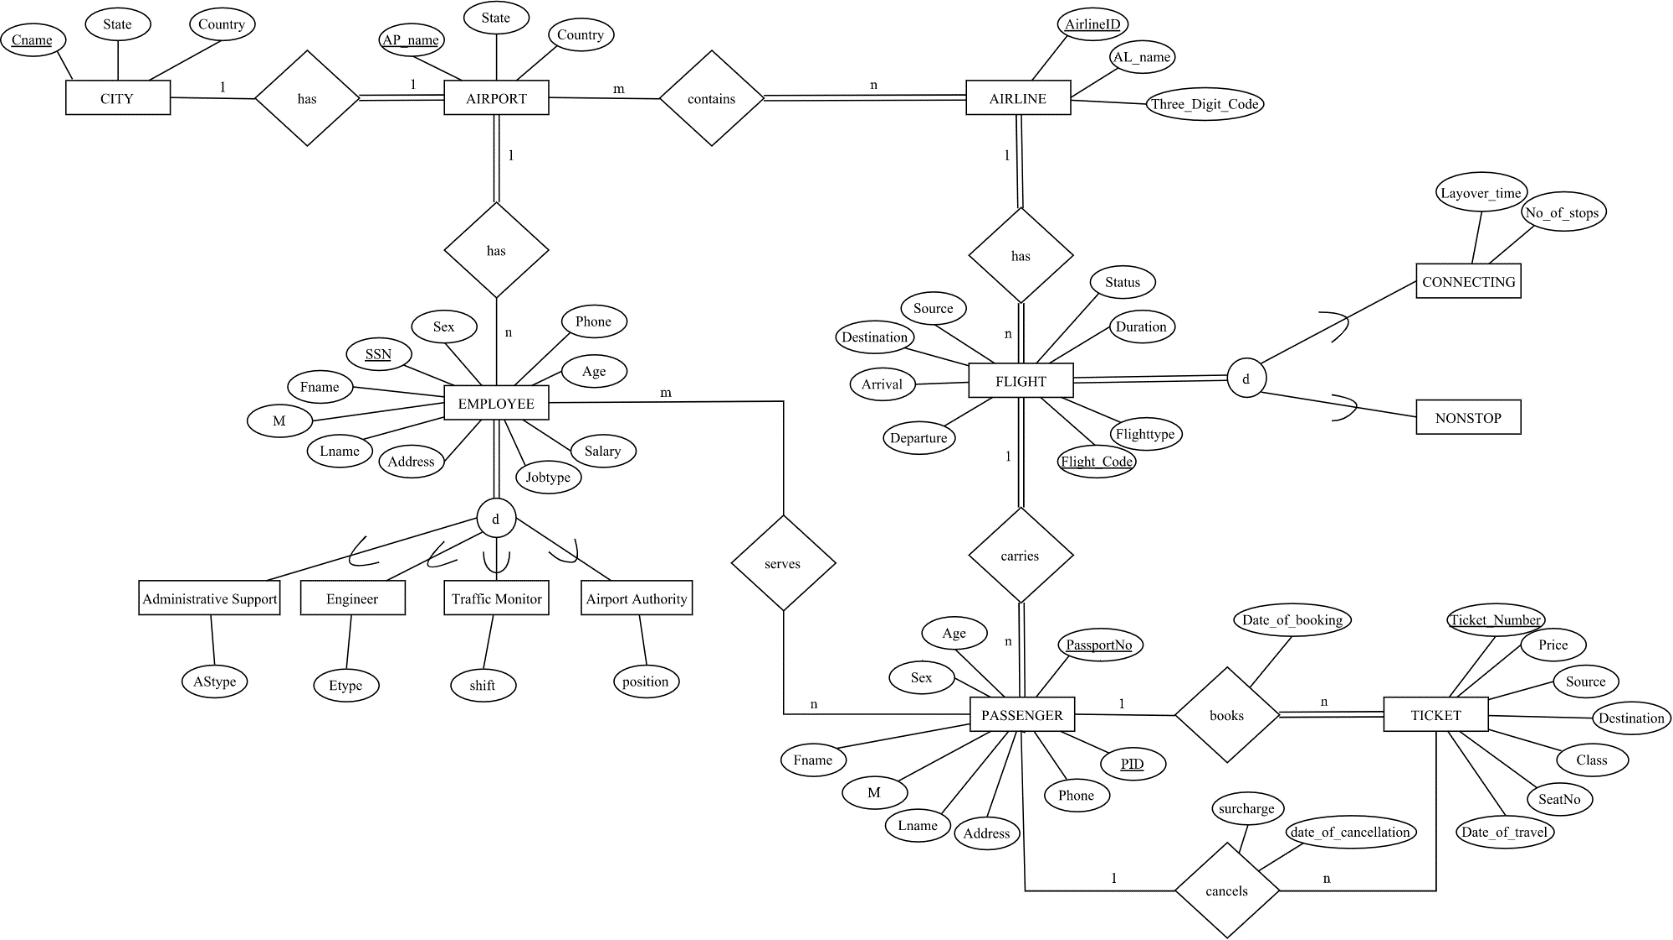 Cname
State
Country
AP_name
State
Country
AirlineID
AL_name
Three_Digit_Code
CITY
1
has
1
AIRPORT
m
contains
n
AIRLINE
1
1
has
has
n
n
Layover_time
No_of_stops
CONNECTING
Status
Source
Duration
Destination
Arrival
FLIGHT
d
NONSTOP
Departure
Flighttype
Flight_Code
Sex
Phone
SSN
Age
Fname
EMPLOYEE
m
M
Lname
Address
Salary
Jobtype
d
Administrative Support
Engineer
Traffic Monitor
Airport Authority
AStype
Etype
shift
position
serves
n
1
carries
n
Age
PassportNo
Sex
PASSENGER
Fname
M
Lname
Address
Phone
PID
1
books
n
Date_of_booking
TICKET
Ticket_Number
Price
Source
Destination
Class
SeatNo
Date_of_travel
surcharge
date_of_cancellation
1
cancels
n